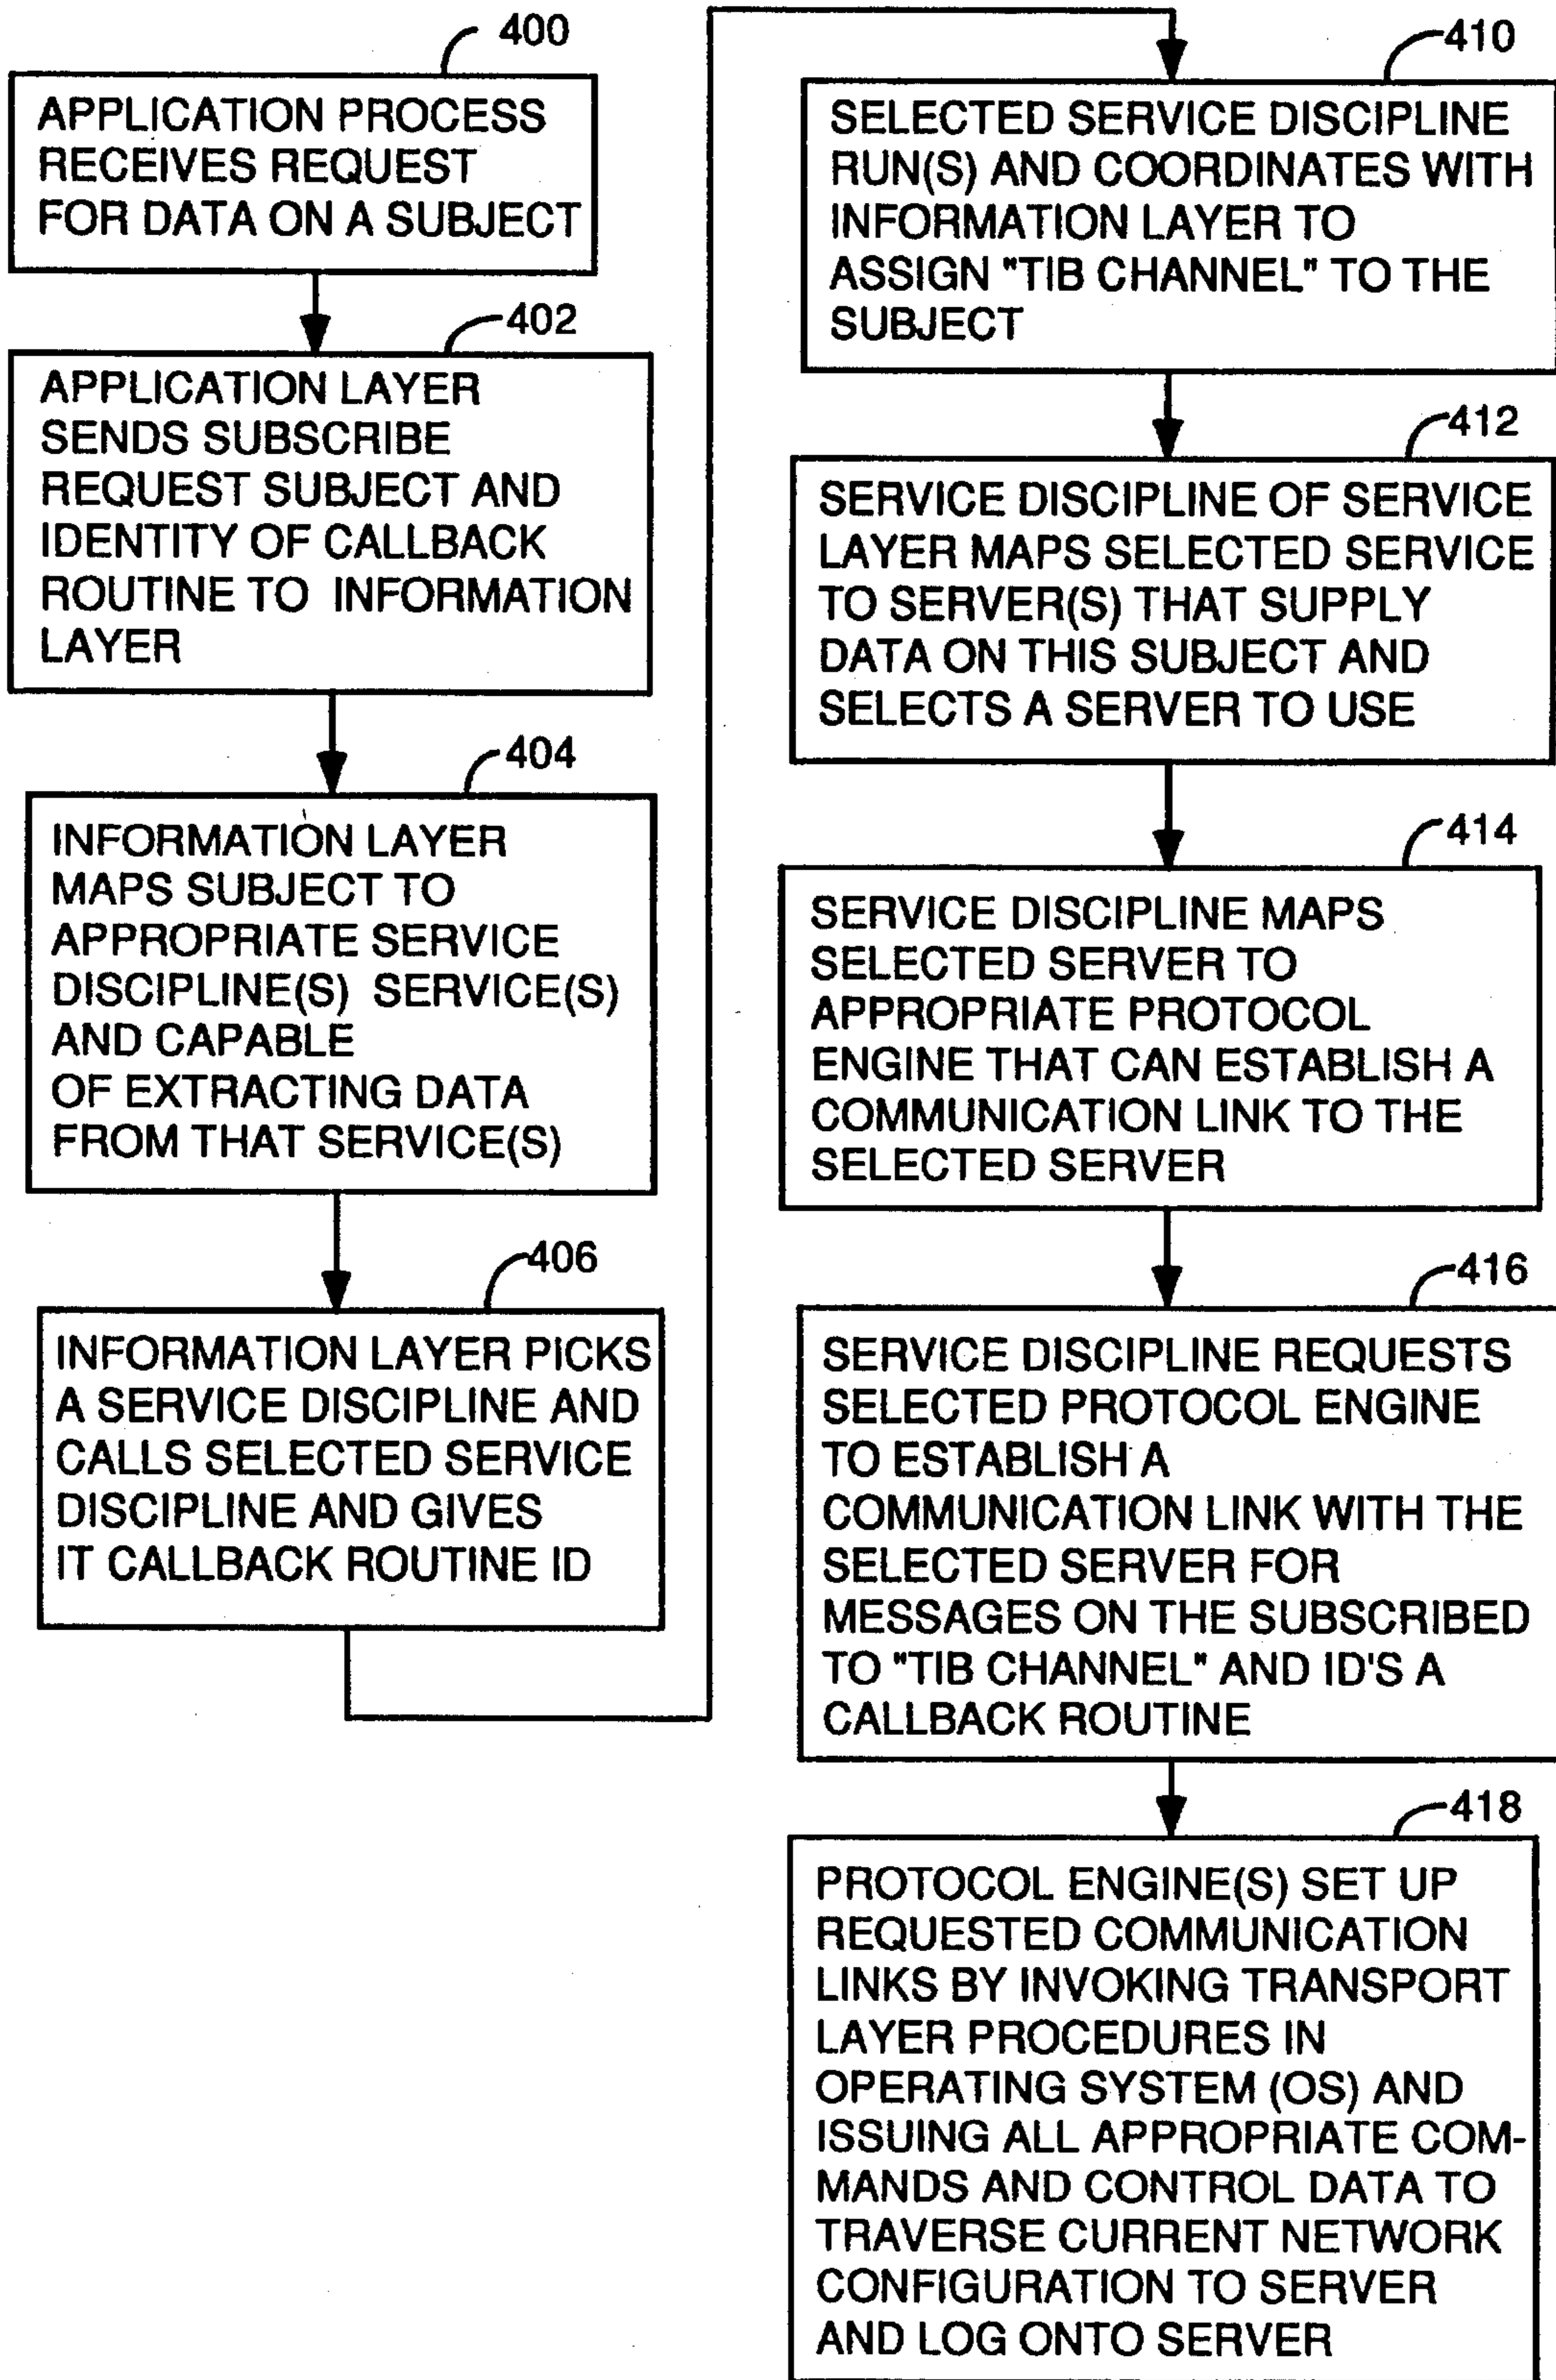 400
APPLICATION PROCESS
RECEIVES REQUEST
FOR DATA ON A SUBJECT
402
APPLICATION LAYER
SENDS SUBSCRIBE
REQUEST SUBJECT AND
IDENTITY OF CALLBACK
ROUTINE TO INFORMATION
LAYER
404
INFORMATION LAYER
MAPS SUBJECT TO
APPROPRIATE SERVICE
DISCIPLINE(S) SERVICE(S)
AND CAPABLE
OF EXTRACTING DATA
FROM THAT SERVICE(S)
406
INFORMATION LAYER PICKS
A SERVICE DISCIPLINE AND
CALLS SELECTED SERVICE
DISCIPLINE AND GIVES
IT CALLBACK ROUTINE ID
410
SELECTED SERVICE DISCIPLINE
RUN(S) AND COORDINATES WITH
INFORMATION LAYER TO
ASSIGN "TIB CHANNEL" TO THE
SUBJECT
412
SERVICE DISCIPLINE OF SERVICE
LAYER MAPS SELECTED SERVICE
TO SERVER(S) THAT SUPPLY
DATA ON THIS SUBJECT AND
SELECTS A SERVER TO USE
414
SERVICE DISCIPLINE MAPS
SELECTED SERVER TO
APPROPRIATE PROTOCOL
ENGINE THAT CAN ESTABLISH A
COMMUNICATION LINK TO THE
SELECTED SERVER
416
SERVICE DISCIPLINE REQUESTS
SELECTED PROTOCOL ENGINE
TO ESTABLISH A
COMMUNICATION LINK WITH THE
SELECTED SERVER FOR
MESSAGES ON THE SUBSCRIBED
TO "TIB CHANNEL" AND ID'S A
CALLBACK ROUTINE
418
PROTOCOL ENGINE(S) SET UP
REQUESTED COMMUNICATION
LINKS BY INVOKING TRANSPORT
LAYER PROCEDURES IN
OPERATING SYSTEM (OS) AND
ISSUING ALL APPROPRIATE COM-
MANDS AND CONTROL DATA TO
TRAVERSE CURRENT NETWORK
CONFIGURATION TO SERVER
AND LOG ONTO SERVER